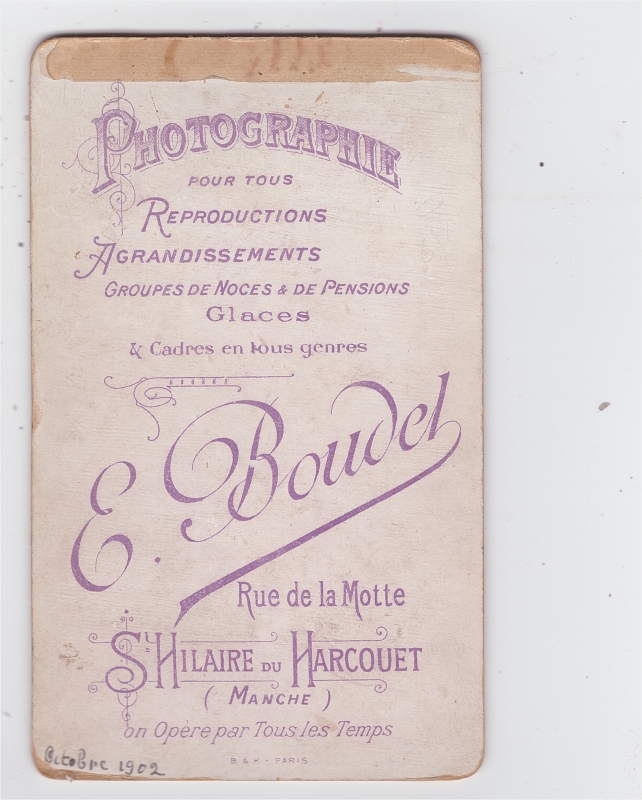 PHOTOGRAPHIE
POUR TOUS
REPRODUCTIONS
AGRANDISSEMENTS
GROUPES DE NOCES & DE PENSIONS
Glaces
& Cadres en tous genres
E. Boudet
Rue de la Motte
St. HILAIRE DU HARCOUET
( MANCHE )
on Opère par Tous les Temps
B & K - PARIS
Octobre 1902